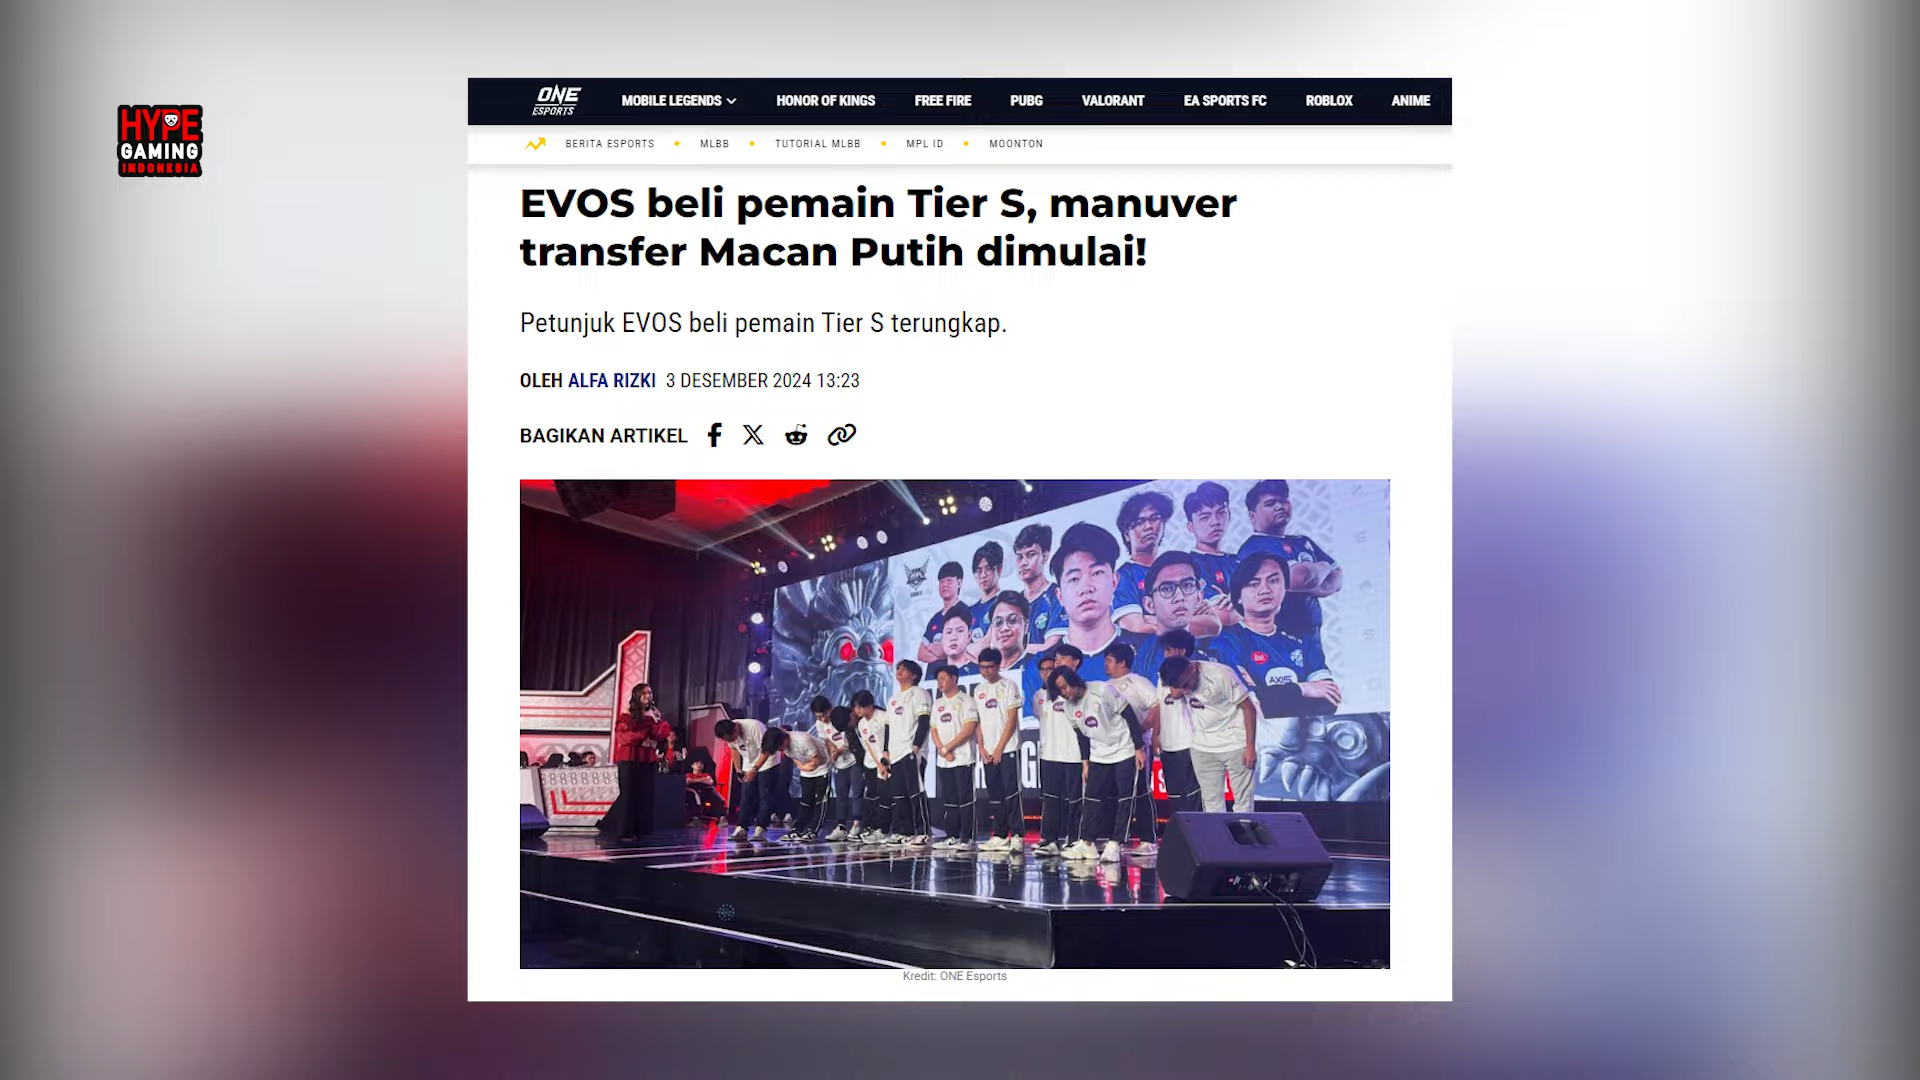 HYPE
GAMING
INDONESIA
ONE
ESPORTS
MOBILE LEGENDS
HONOR OF KINGS
FREE FIRE
PUBG
VALORANT
EA SPORTS FC
ROBLOX
ANIME
BERITA ESPORTS
MLBB
TUTORIAL MLBB
MPL ID
MOONTON
EVOS beli pemain Tier S, manuver
transfer Macan Putih dimulai!
Petunjuk EVOS beli pemain Tier S terungkap.
OLEH ALFA RIZKI 3 DESEMBER 2024 13:23
BAGIKAN ARTIKEL
AXIS
Kredit: ONE Esports